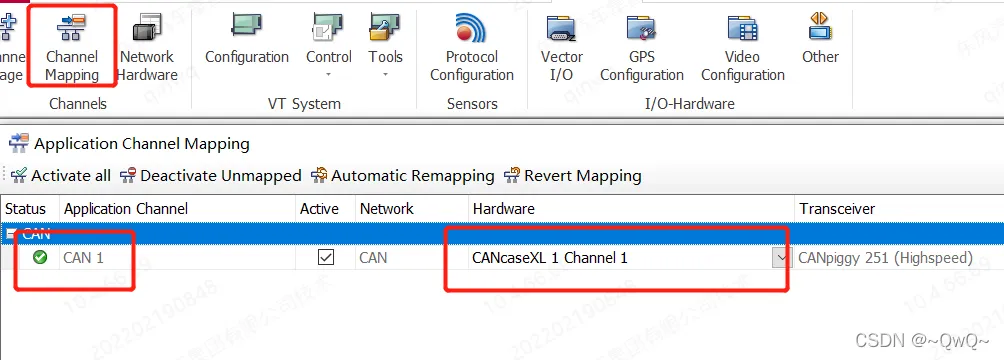 Channel Network Configuration Control Tools Protocol Vector GPS Video Other
Mapping Hardware Configuration I/O Configuration Configuration
Channels VT System Sensors I/O-Hardware
Application Channel Mapping
Activate all Deactivate Unmapped Automatic Remapping Revert Mapping
Status Application Channel Active Network Hardware Transceiver
CAN
CAN 1 CAN CANcaseXL 1 Channel 1 CANpiggy 251 (Highspeed)
CSDN @~QwQ~